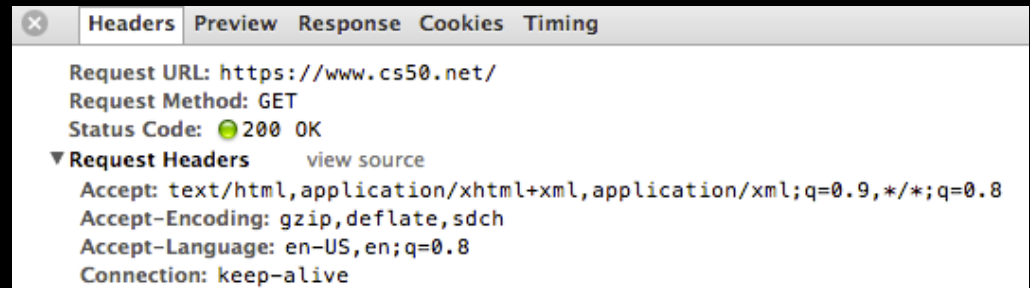 Headers Preview Response Cookies Timing
Request URL: https://www.cs50.net/
Request Method: GET
Status Code: 200 OK
▼Request Headers view source
Accept: text/html,application/xhtml+xml,application/xml;q=0.9,*/*;q=0.8
Accept-Encoding: gzip,deflate,sdch
Accept-Language: en-US,en;q=0.8
Connection: keep-alive